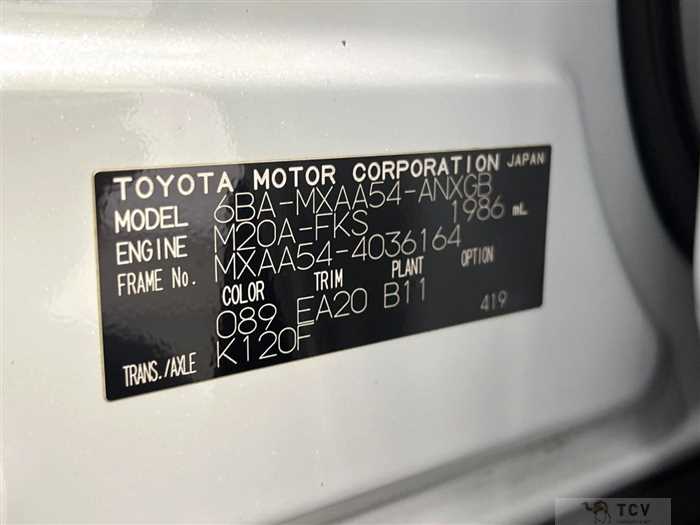 TOYOTA MOTOR CORPORATION JAPAN
MODEL 6BA-MXAA54-ANXGB
ENGINE M20A-FKS 1986 mL
FRAME No. MXAA54-4036164
COLOR TRIM PLANT OPTION
089 EA20 B11 419
TRANS./AXLE K120F
TCV